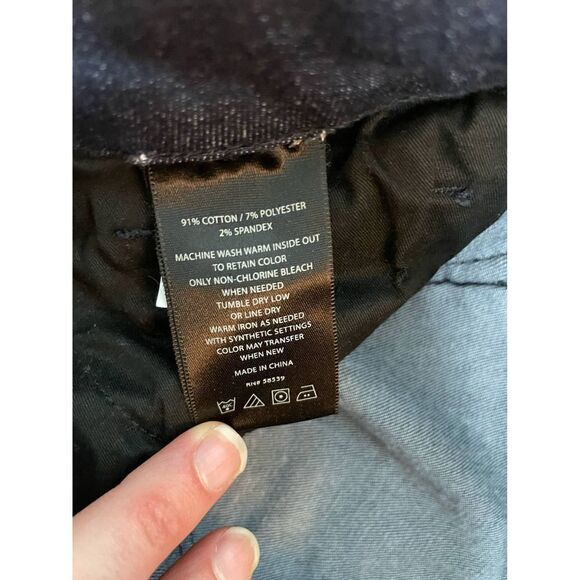 91% COTTON / 7% POLYESTER
2% SPANDEX
MACHINE WASH WARM INSIDE OUT
TO RETAIN COLOR
ONLY NON-CHLORINE BLEACH
WHEN NEEDED
TUMBLE DRY LOW
OR LINE DRY
WARM IRON AS NEEDED
WITH SYNTHETIC SETTINGS
COLOR MAY TRANSFER
WHEN NEW
MADE IN CHINA
RN# 58539